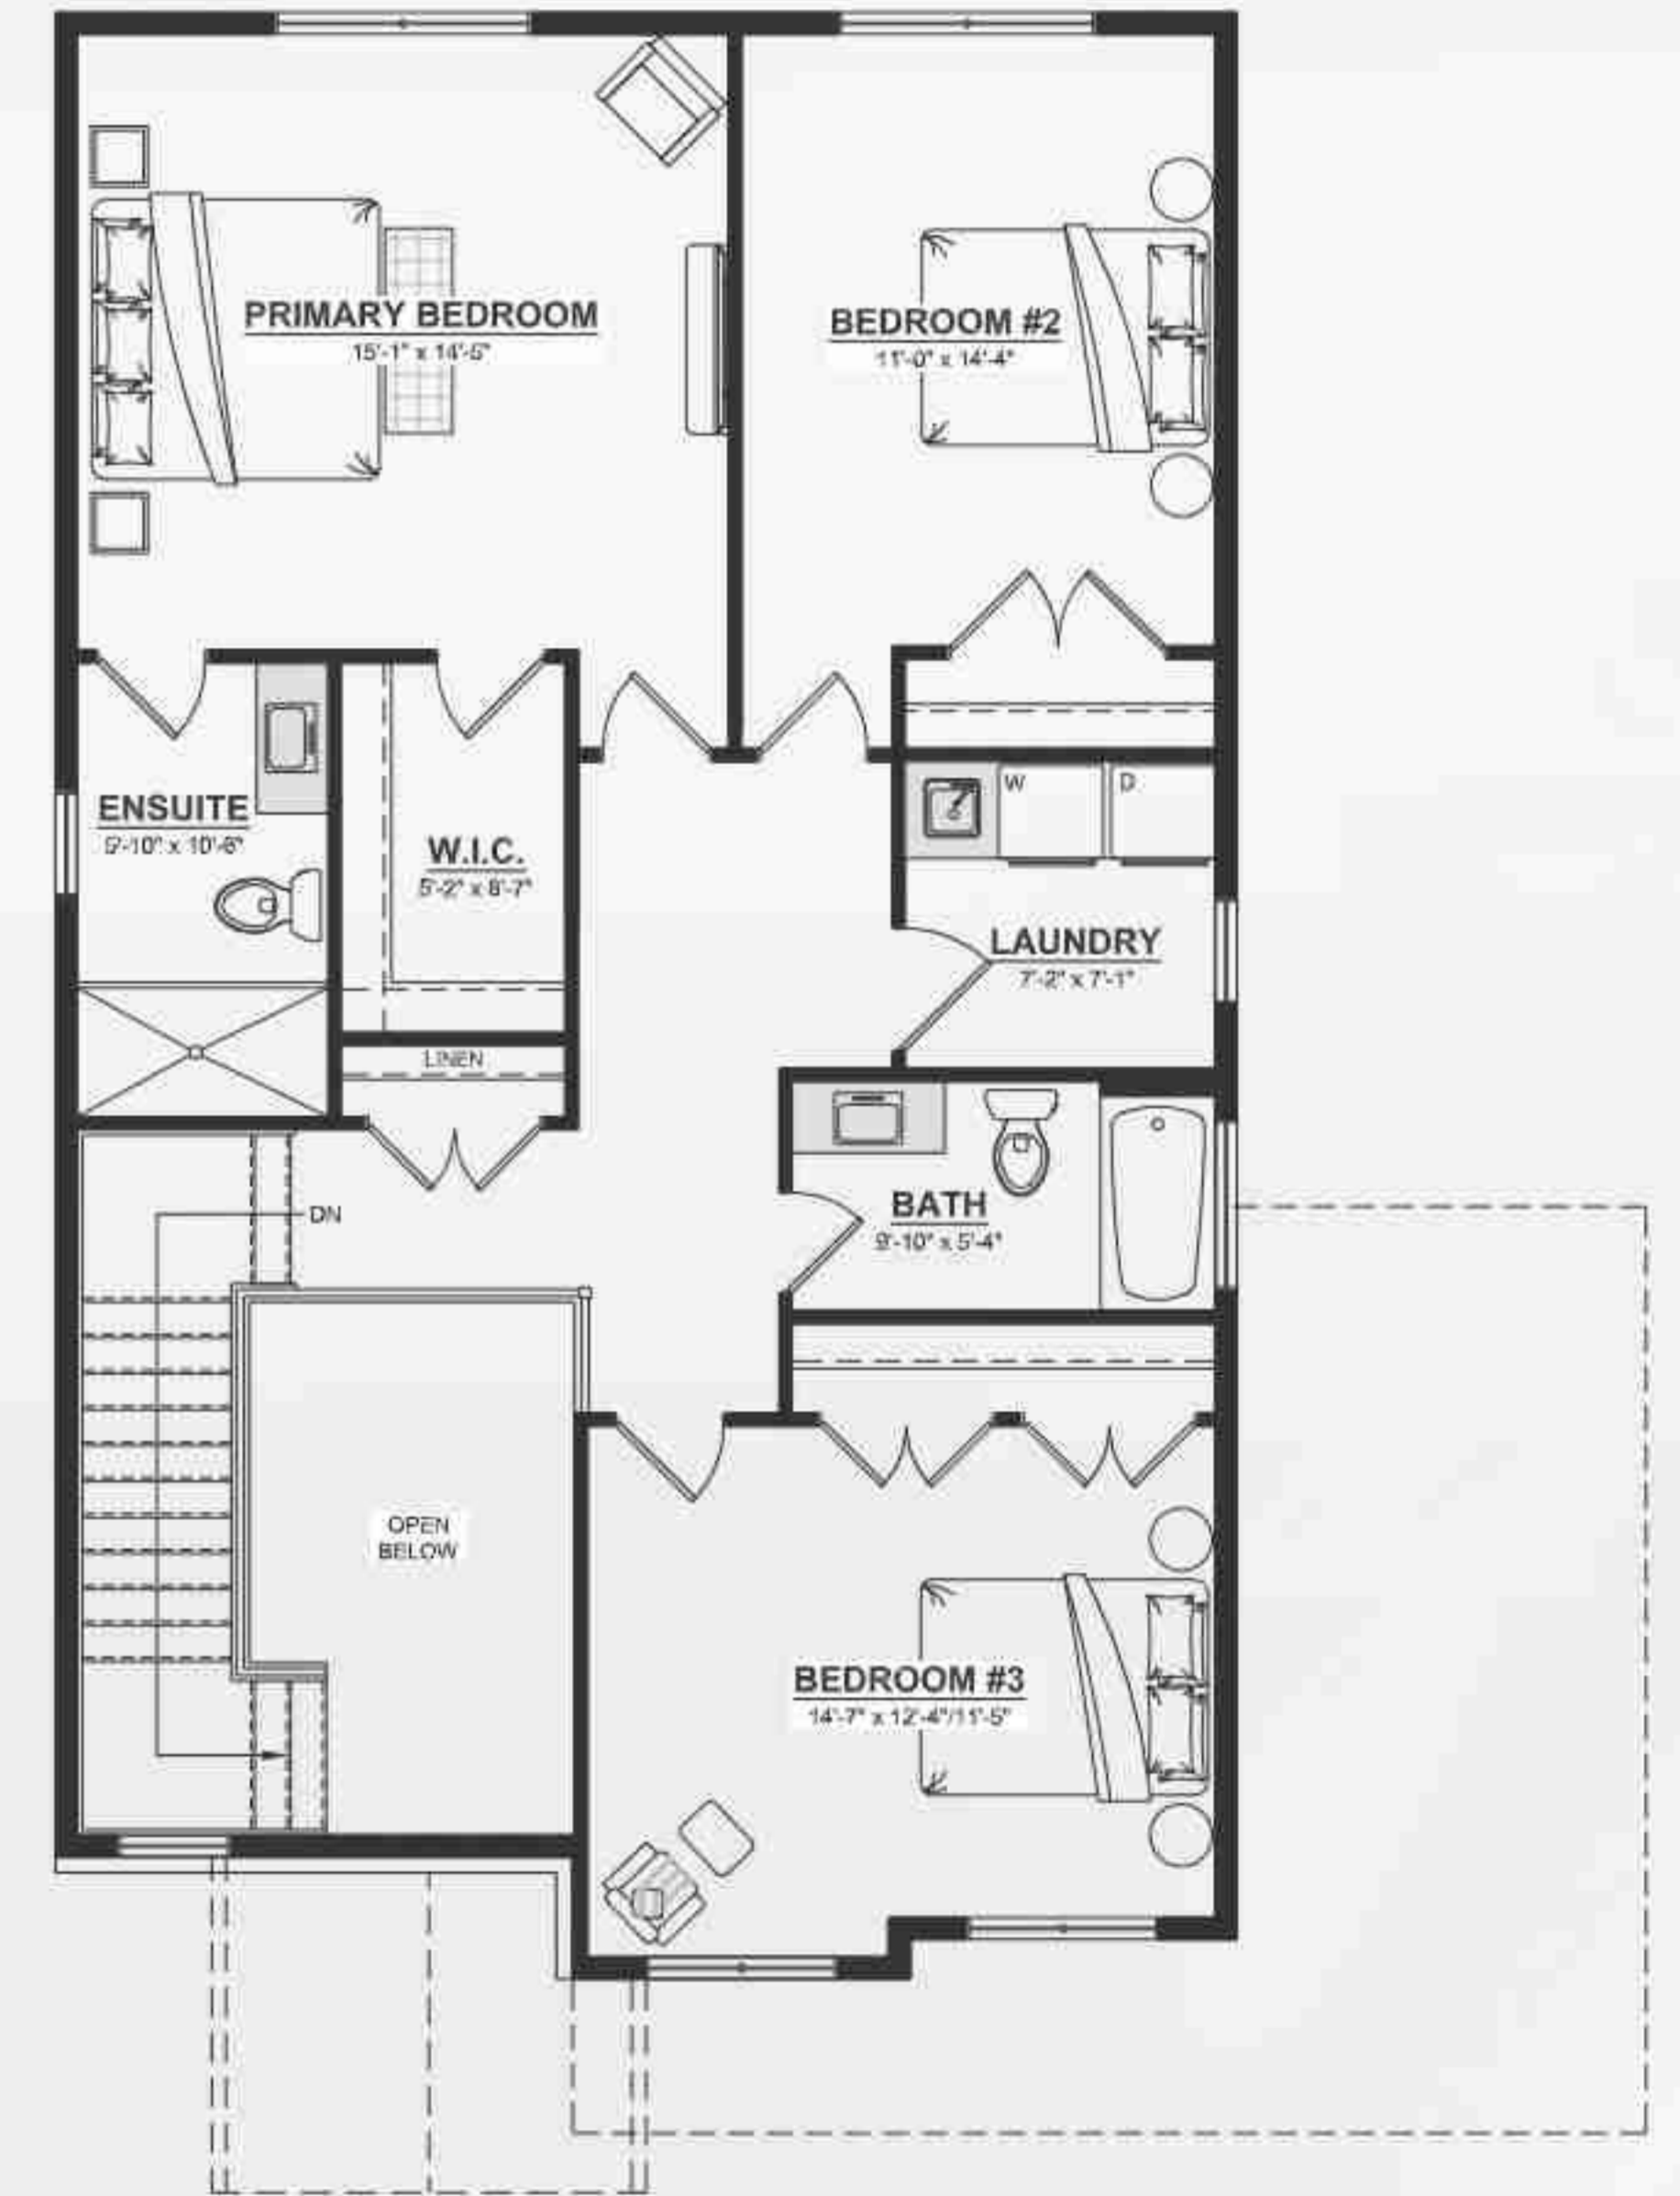 PRIMARY BEDROOM
15'-1" x 14'-5"
BEDROOM #2
11'-0" x 14'-4"
ENSUITE
5'-10" x 10'-6"
W.I.C.
5'-2" x 8'-7"
W
D
LAUNDRY
7'-2" x 7'-1"
LINEN
DN
BATH
9'-10" x 5'-4"
OPEN
BELOW
BEDROOM #3
14'-7" x 12'-4"/11'-5"